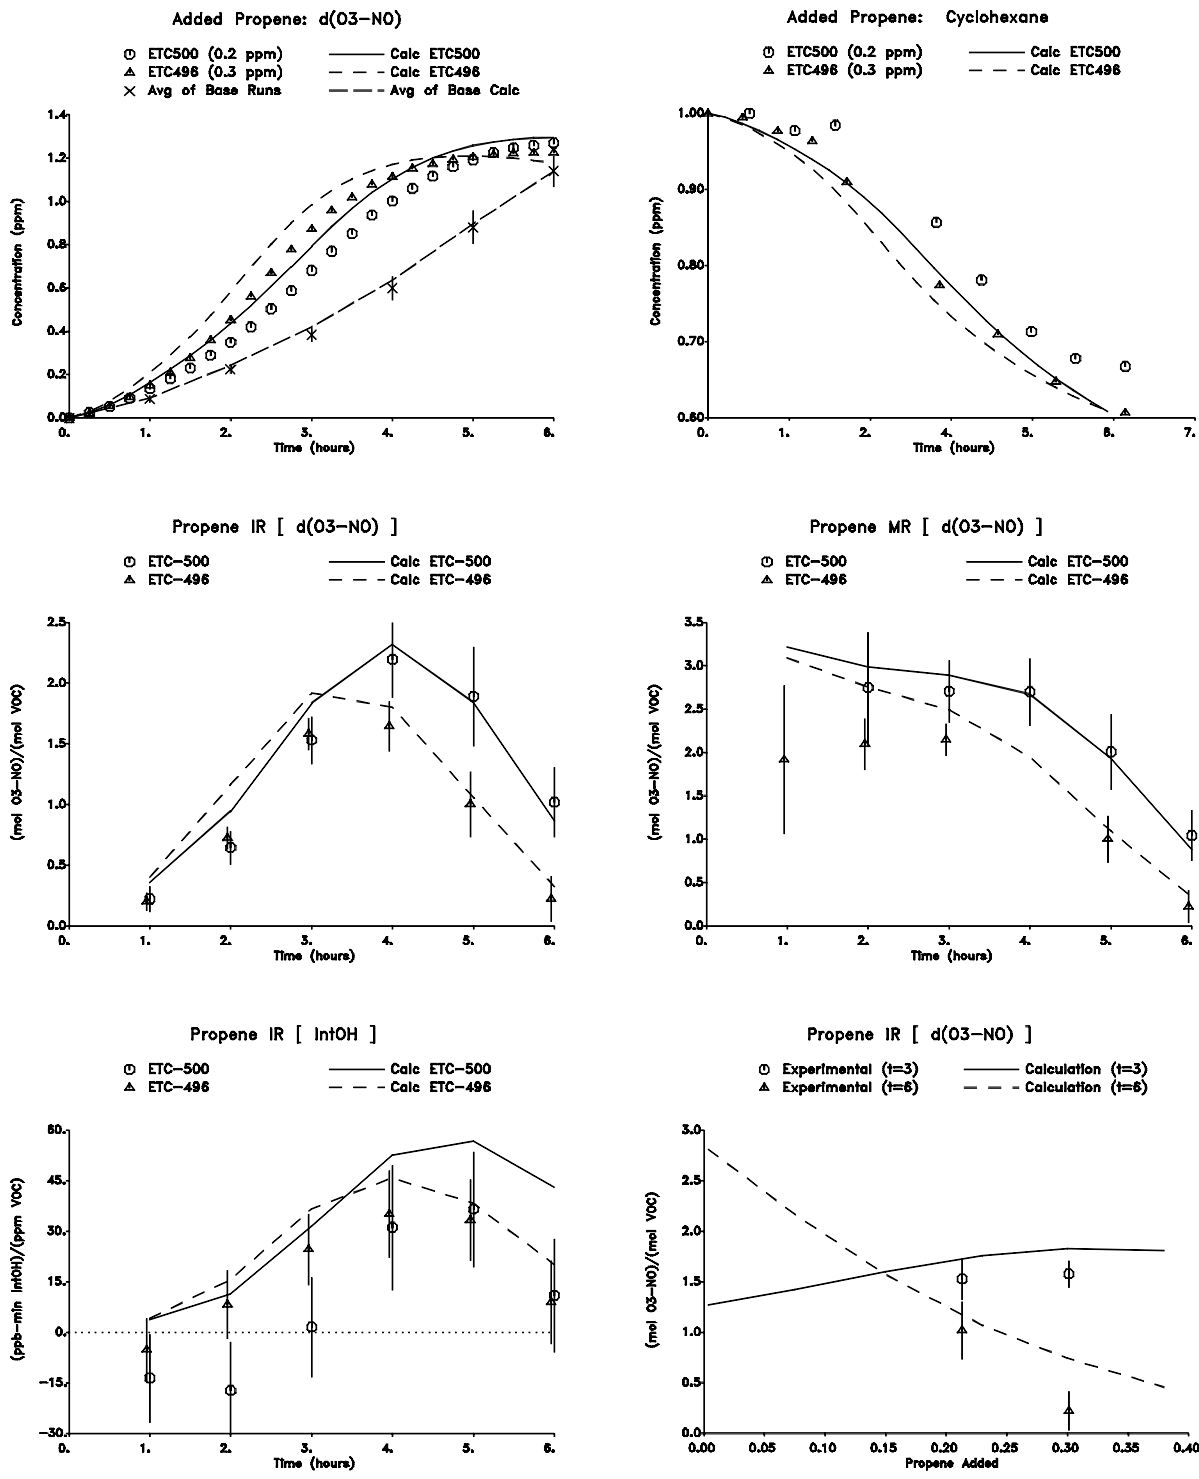 Added Propene: d(O3-NO)
ETC500 (0.2 ppm) Calc ETC500
ETC496 (0.3 ppm) Calc ETC496
Avg of Base Runs Avg of Base Calc
1.4
1.2
1.0
0.8
0.6
0.4
0.2
0.0
Concentration (ppm)
0. 1. 2. 3. 4. 5. 6.
Time (hours)
Added Propene: Cyclohexane
ETC500 (0.2 ppm) Calc ETC500
ETC496 (0.3 ppm) Calc ETC496
1.00
0.90
0.80
0.70
0.60
Concentration (ppm)
0. 1. 2. 3. 4. 5. 6. 7.
Time (hours)
Propene IR [ d(O3-NO) ]
ETC-500 Calc ETC-500
ETC-496 Calc ETC-496
2.5
2.0
1.5
1.0
0.5
0.0
(mol O3-NO)/(mol VOC)
0. 1. 2. 3. 4. 5. 6.
Time (hours)
Propene MR [ d(O3-NO) ]
ETC-500 Calc ETC-500
ETC-496 Calc ETC-496
3.5
3.0
2.5
2.0
1.5
1.0
0.5
0.0
(mol O3-NO)/(mol VOC)
0. 1. 2. 3. 4. 5. 6.
Time (hours)
Propene IR [ IntOH ]
ETC-500 Calc ETC-500
ETC-496 Calc ETC-496
60.
45.
30.
15.
0.
-15.
-30.
(ppb-min IntOH)/(ppm VOC)
0. 1. 2. 3. 4. 5. 6.
Time (hours)
Propene IR [ d(O3-NO) ]
Experimental (t=3) Calculation (t=3)
Experimental (t=6) Calculation (t=6)
3.0
2.5
2.0
1.5
1.0
0.5
0.0
(mol O3-NO)/(mol VOC)
0.00 0.05 0.10 0.15 0.20 0.25 0.30 0.35 0.40
Propene Added